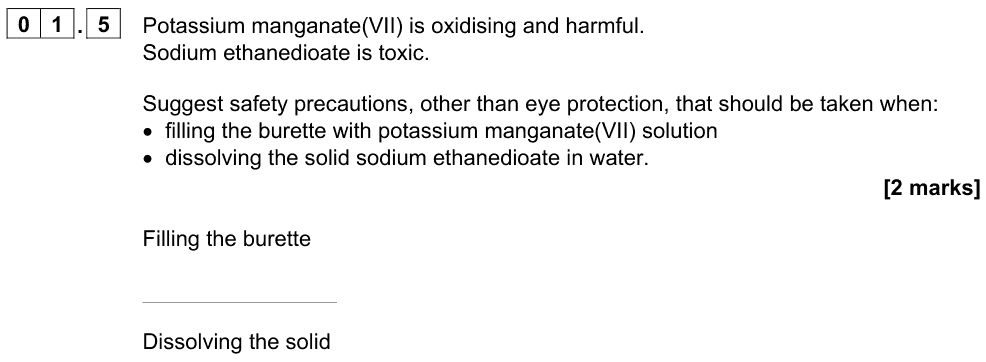 0 1 . 5 Potassium manganate(VII) is oxidising and harmful.
Sodium ethanedioate is toxic.
Suggest safety precautions, other than eye protection, that should be taken when:
• filling the burette with potassium manganate(VII) solution
• dissolving the solid sodium ethanedioate in water.
[2 marks]
Filling the burette
Dissolving the solid